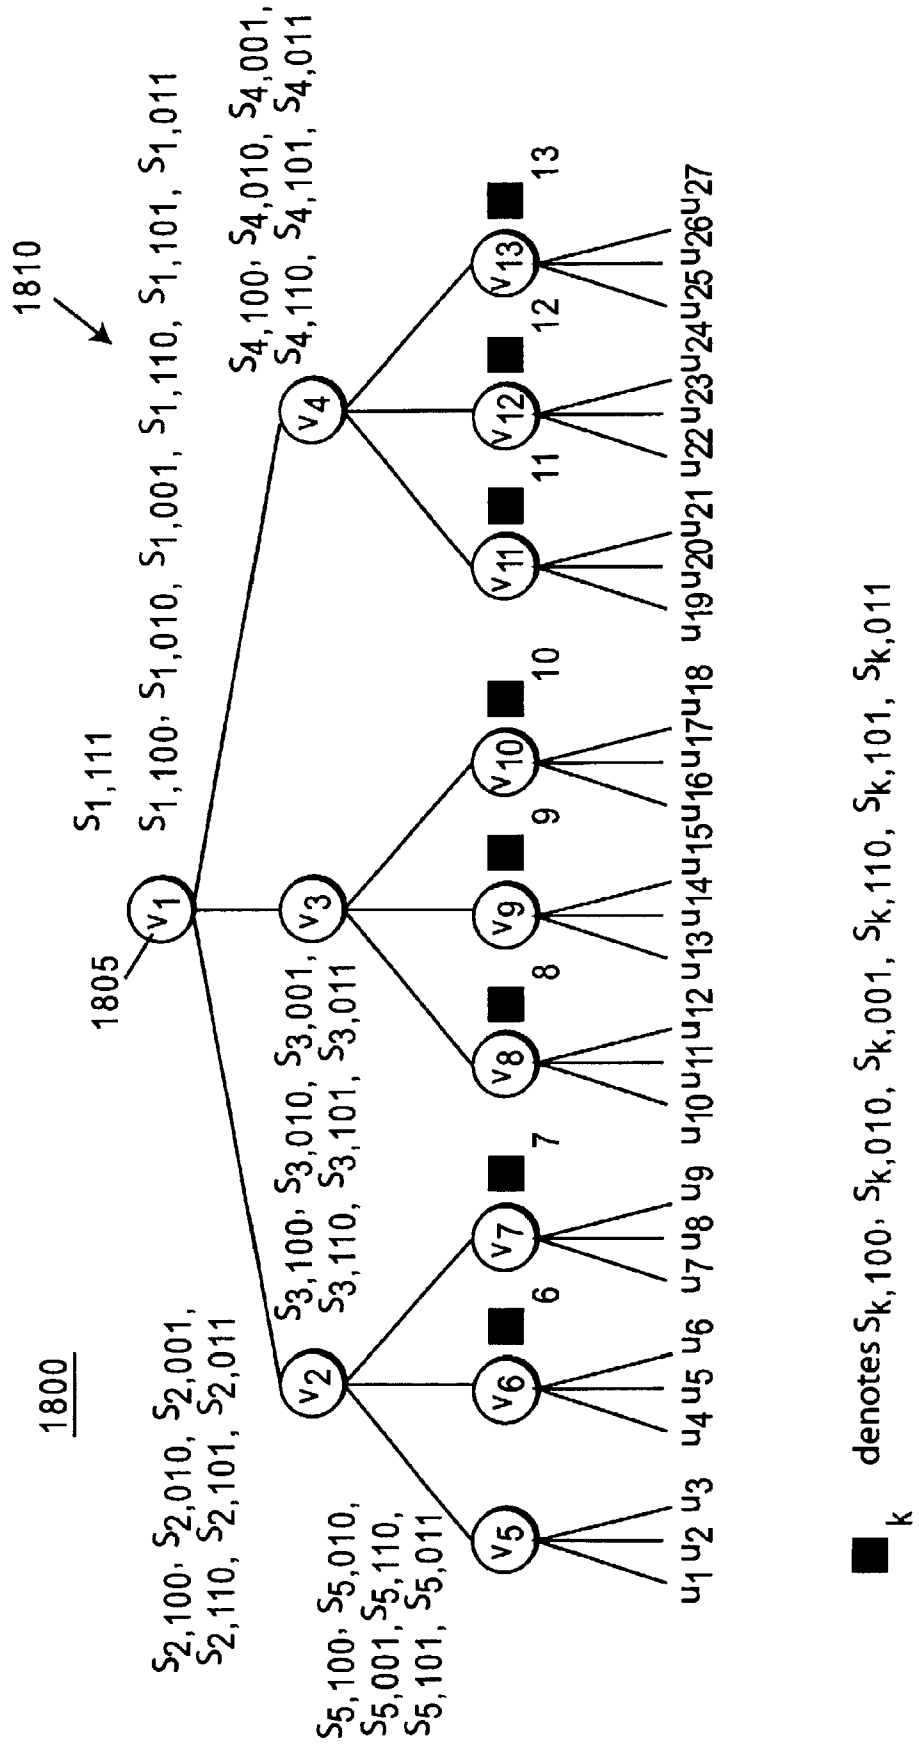 1800
1810
1805
S1,111
S1,100, S1,010, S1,001, S1,110, S1,101, S1,011
v1
S2,100, S2,010, S2,001,
S2,110, S2,101, S2,011
S4,100, S4,010, S4,001,
S4,110, S4,101, S4,011
v2
S3,100, S3,010, S3,001,
S3,110, S3,101, S3,011
v3
v4
S5,100, S5,010,
S5,001, S5,110,
S5,101, S5,011
v5 v6 v7 v8 v9 v10 v11 v12 v13
6 7 8 9 10 11 12 13
u1 u2 u3 u4 u5 u6 u7 u8 u9 u10 u11 u12 u13 u14 u15 u16 u17 u18 u19 u20 u21 u22 u23 u24 u25 u26 u27
k denotes Sk,100, Sk,010, Sk,001, Sk,110, Sk,101, Sk,011